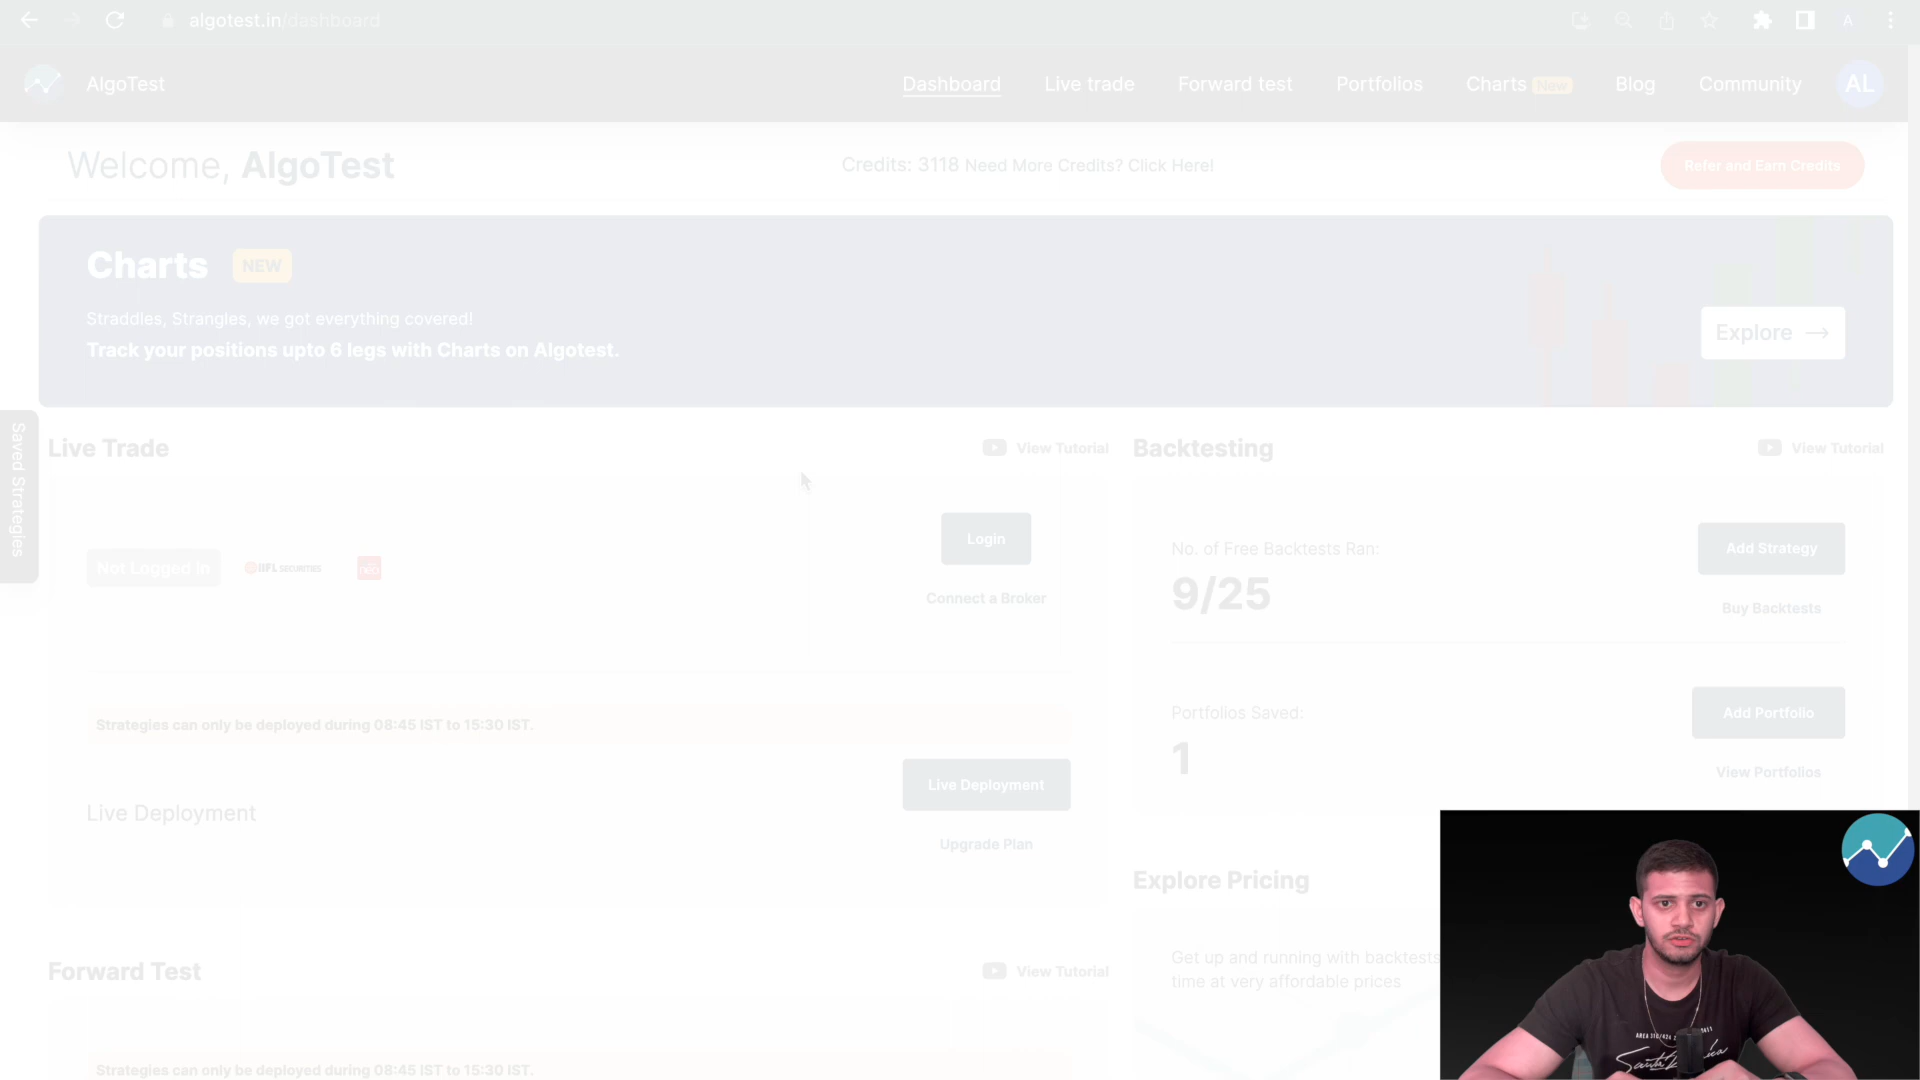 algotest.in/dashboard
A
AlgoTest
Dashboard
Live trade
Forward test
Portfolios
Charts New
Blog
Community
AL
Welcome, AlgoTest
Credits: 3118 Need More Credits? Click Here!
Refer and Earn Credits
Charts NEW
Straddles, Strangles, we got everything covered!
Track your positions upto 6 legs with Charts on Algotest.
Explore →
Saved Strategies
Live Trade
View Tutorial
Not Logged in
IIFL SECURITIES
neo
Login
Connect a Broker
Strategies can only be deployed during 08:45 IST to 15:30 IST.
Live Deployment
Live Deployment
Upgrade Plan
Backtesting
View Tutorial
No. of Free Backtests Ran:
9/25
Add Strategy
Buy Backtests
Portfolios Saved:
1
Add Portfolio
View Portfolios
Explore Pricing
Get up and running with backtests
time at very affordable prices
Forward Test
View Tutorial
Strategies can only be deployed during 08:45 IST to 15:30 IST.